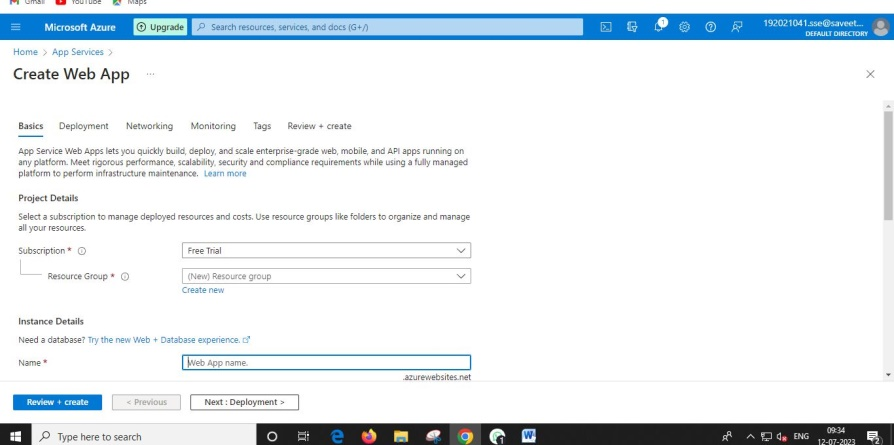 Gmail YouTube Maps
Microsoft Azure Upgrade Search resources, services, and docs (G+/) 1 192021041.sse@saveet...
DEFAULT DIRECTORY
Home > App Services >
Create Web App ...
Basics Deployment Networking Monitoring Tags Review + create
App Service Web Apps lets you quickly build, deploy, and scale enterprise-grade web, mobile, and API apps running on
any platform. Meet rigorous performance, scalability, security and compliance requirements while using a fully managed
platform to perform infrastructure maintenance. Learn more
Project Details
Select a subscription to manage deployed resources and costs. Use resource groups like folders to organize and manage
all your resources.
Subscription * Free Trial
Resource Group * (New) Resource group
Create new
Instance Details
Need a database? Try the new Web + Database experience.
Name * Web App name.
.azurewebsites.net
Review + create < Previous Next : Deployment >
Type here to search ENG 09:34
12-07-2023